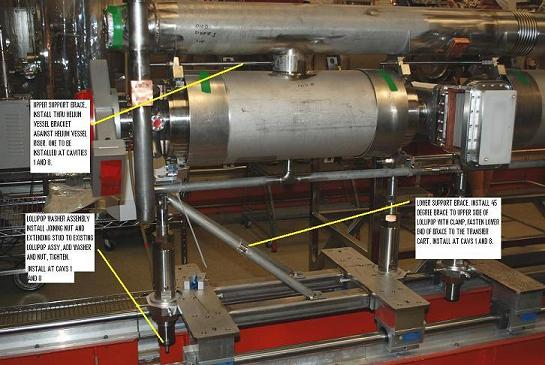 UPPER SUPPORT BRACE,
INSTALL THRU HELIUM
VESSEL BRACKET
AGAINST HELIUM VESSEL
RISER. ONE TO BE
INSTALLED AT CAVITIES
1 AND 8.
LOLLIPOP WASHER ASSEMBLY
INSTALL JOINING NUT AND
EXTENDING STUD TO EXISTING
LOLLIPOP ASSY, ADD WASHER
AND NUT, TIGHTEN.
INSTALL AT CAVS 1
AND 8
LOWER SUPPORT BRACE, INSTALL 45
DEGREE BRACE TO UPPER SIDE OF
LOLLIPOP WITH CLAMP, FASTEN LOWER
END OF BRACE TO THE TRANSFER
CART, INSTALL AT CAVS 1 AND 8.